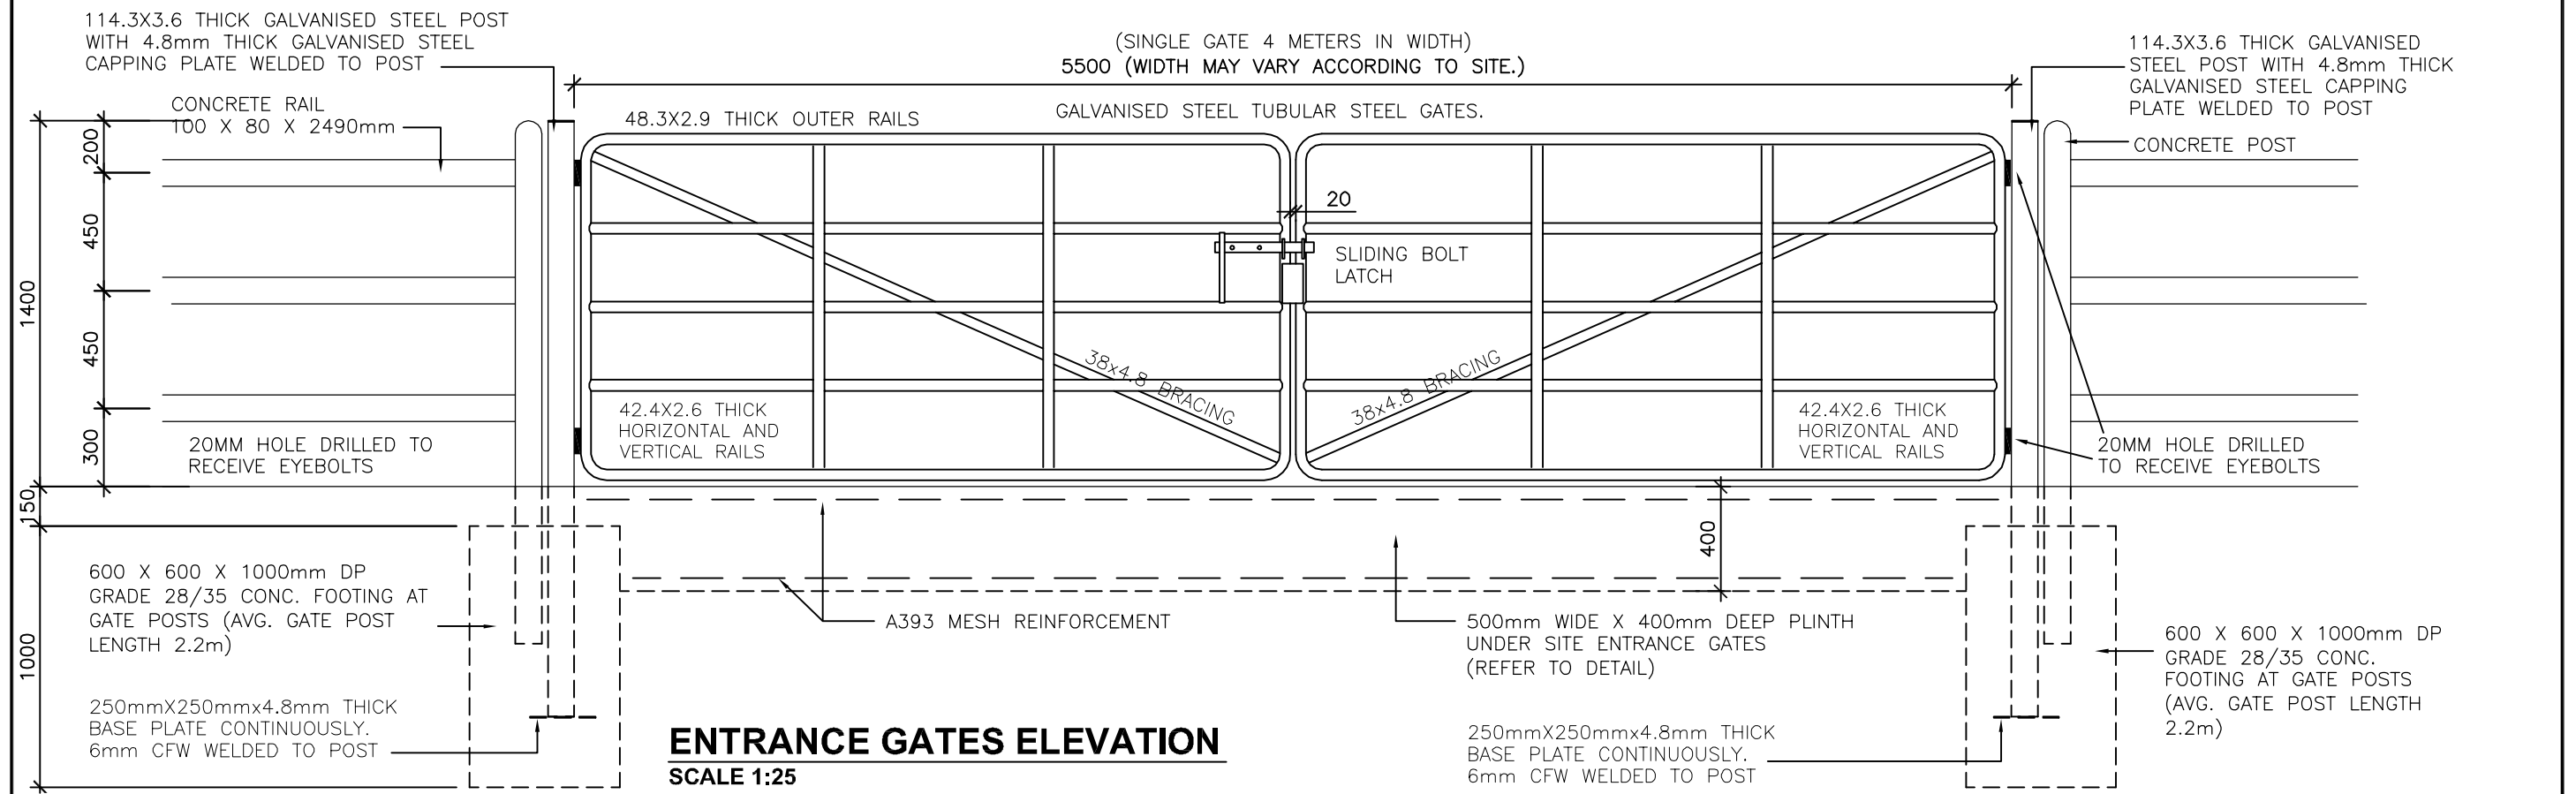 114.3X3.6 THICK GALVANISED STEEL POST
WITH 4.8mm THICK GALVANISED STEEL
CAPPING PLATE WELDED TO POST
(SINGLE GATE 4 METERS IN WIDTH)
5500 (WIDTH MAY VARY ACCORDING TO SITE.)
114.3X3.6 THICK GALVANISED
STEEL POST WITH 4.8mm THICK
GALVANISED STEEL CAPPING
PLATE WELDED TO POST
CONCRETE RAIL
100 X 80 X 2490mm
48.3X2.9 THICK OUTER RAILS
GALVANISED STEEL TUBULAR STEEL GATES.
CONCRETE POST
200
450
450
300
1400
150
1000
20
SLIDING BOLT
LATCH
38x4.8 BRACING
38x4.8 BRACING
42.4X2.6 THICK
HORIZONTAL AND
VERTICAL RAILS
42.4X2.6 THICK
HORIZONTAL AND
VERTICAL RAILS
20MM HOLE DRILLED TO
RECEIVE EYEBOLTS
20MM HOLE DRILLED
TO RECEIVE EYEBOLTS
400
600 X 600 X 1000mm DP
GRADE 28/35 CONC. FOOTING AT
GATE POSTS (AVG. GATE POST
LENGTH 2.2m)
A393 MESH REINFORCEMENT
500mm WIDE X 400mm DEEP PLINTH
UNDER SITE ENTRANCE GATES
(REFER TO DETAIL)
600 X 600 X 1000mm DP
GRADE 28/35 CONC.
FOOTING AT GATE POSTS
(AVG. GATE POST LENGTH
2.2m)
250mmX250mmx4.8mm THICK
BASE PLATE CONTINUOUSLY.
6mm CFW WELDED TO POST
250mmX250mmx4.8mm THICK
BASE PLATE CONTINUOUSLY.
6mm CFW WELDED TO POST
ENTRANCE GATES ELEVATION
SCALE 1:25